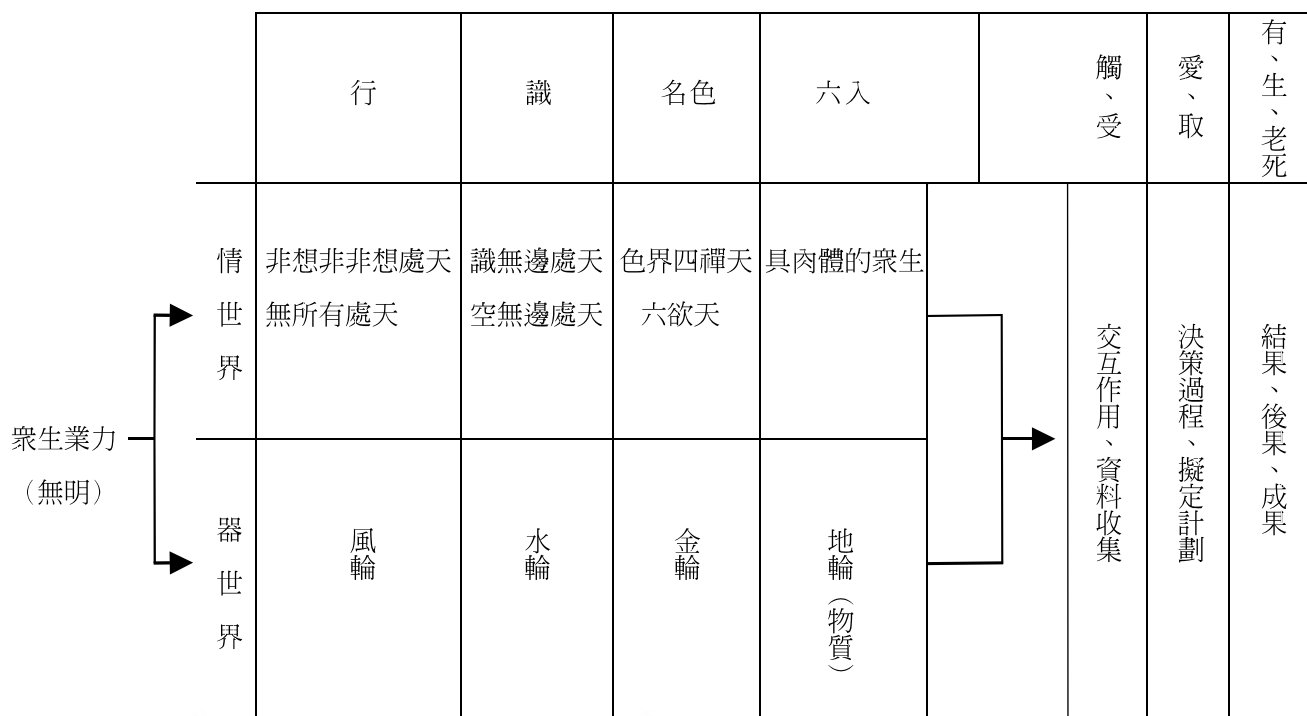 行
識
名色
六入
觸、受
愛、取
有、生、老死
情世界
非想非非想處天
無所有處天
識無邊處天
空無邊處天
色界四禪天
六欲天
具肉體的衆生
衆生業力
（無明）
器世界
風輪
水輪
金輪
地輪（物質）
交互作用、資料收集
決策過程、擬定計劃
結果、後果、成果